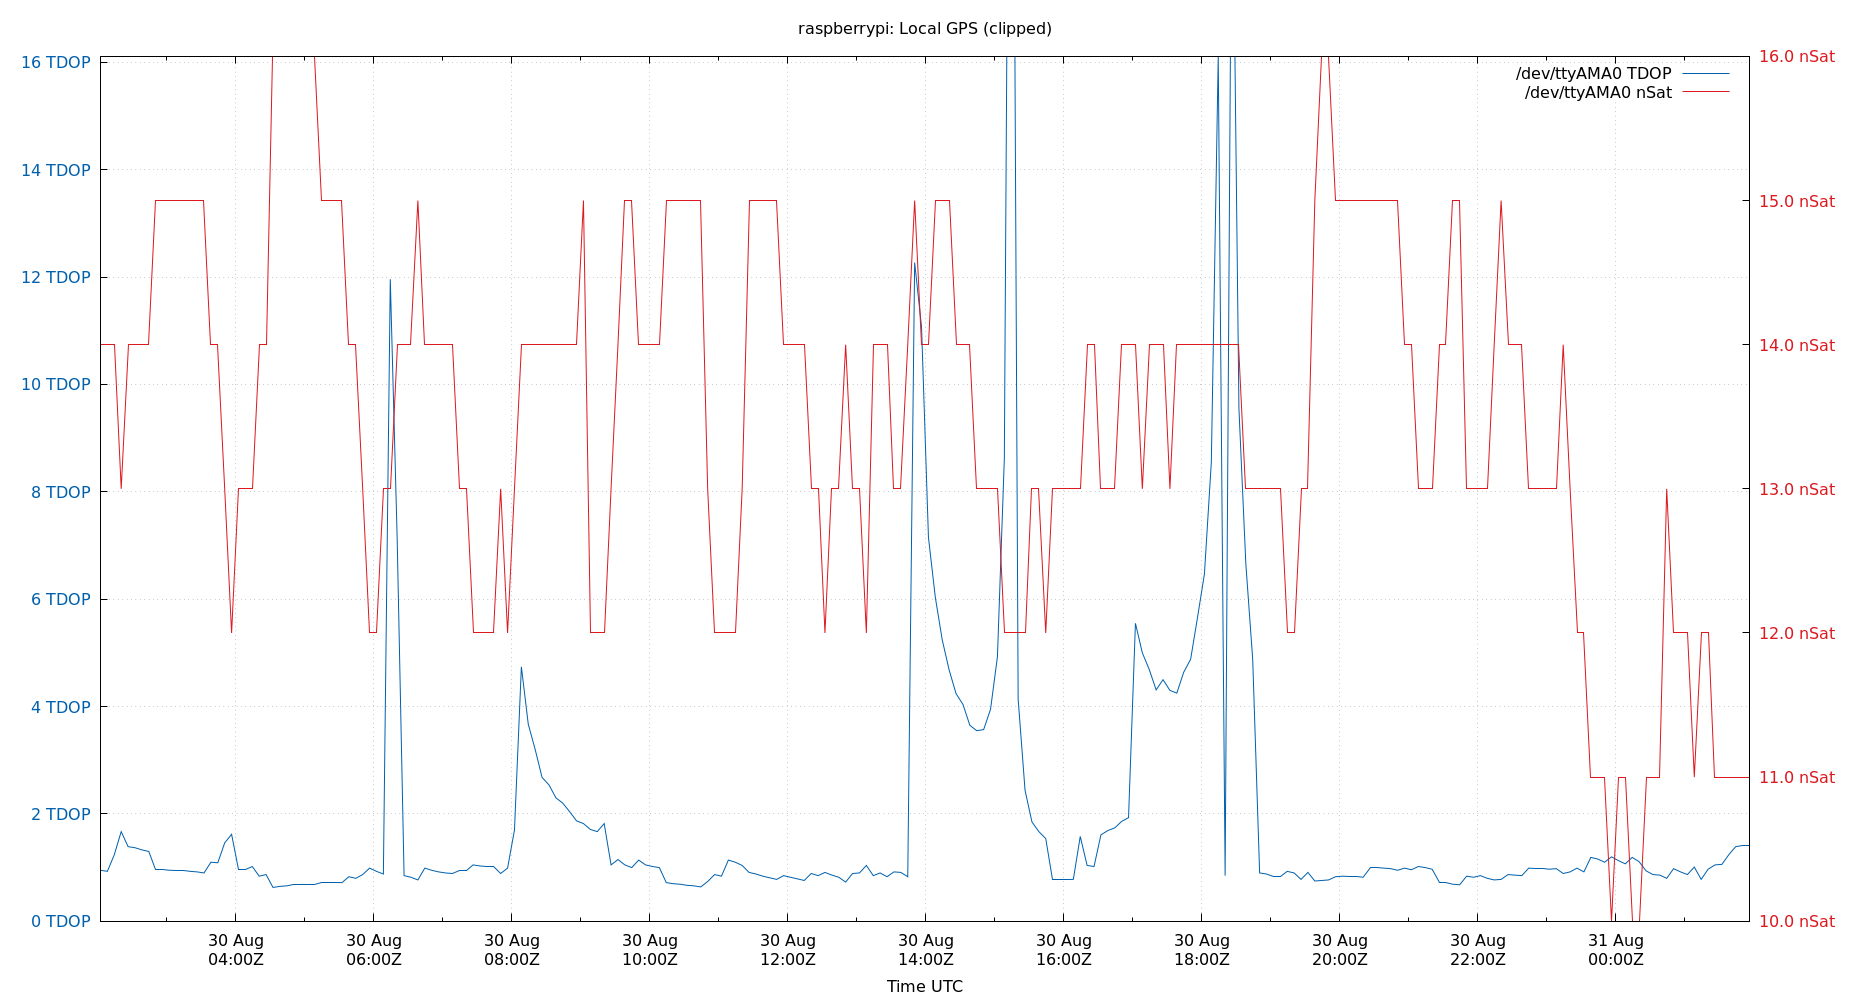 raspberrypi: Local GPS (clipped)
/dev/ttyAMA0 TDOP
/dev/ttyAMA0 nSat
16 TDOP
14 TDOP
12 TDOP
10 TDOP
8 TDOP
6 TDOP
4 TDOP
2 TDOP
0 TDOP
16.0 nSat
15.0 nSat
14.0 nSat
13.0 nSat
12.0 nSat
11.0 nSat
10.0 nSat
30 Aug
04:00Z
30 Aug
06:00Z
30 Aug
08:00Z
30 Aug
10:00Z
30 Aug
12:00Z
30 Aug
14:00Z
30 Aug
16:00Z
30 Aug
18:00Z
30 Aug
20:00Z
30 Aug
22:00Z
31 Aug
00:00Z
Time UTC